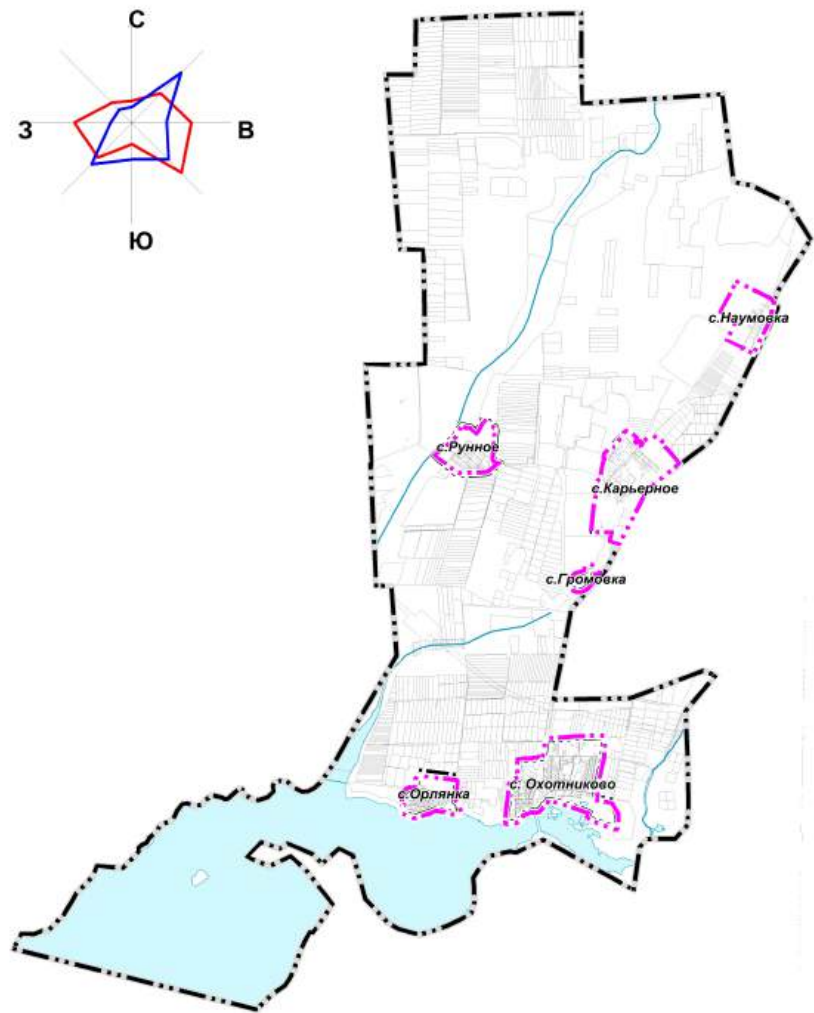 С
З
В
Ю
с.Наумовка
с.Рунное
с.Карьерное
с.Громовка
с. Охотниково
с.Орлянка